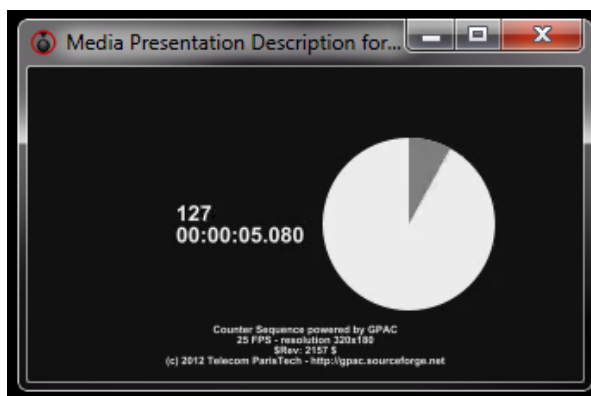 Media Presentation Description for...
127
00:00:05.080
Counter Sequence powered by GPAC
25 FPS - resolution 320x180
$Rev: 2157 $
(c) 2012 Telecom ParisTech - http://gpac.sourceforge.net